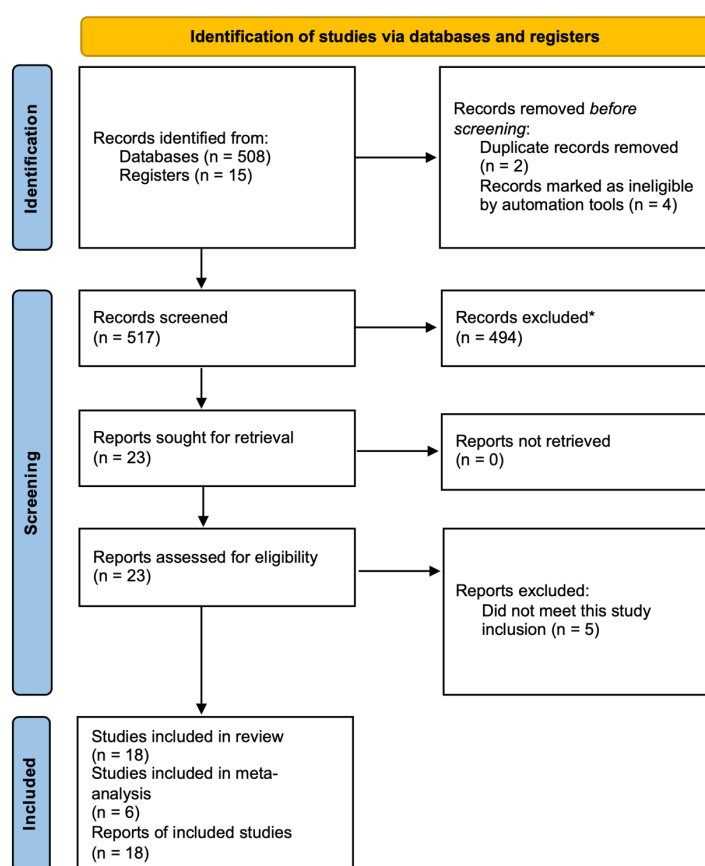 Identification of studies via databases and registers
Identification
Records identified from:
Databases (n = 508)
Registers (n = 15)
Records removed before
screening:
Duplicate records removed
(n = 2)
Records marked as ineligible
by automation tools (n = 4)
Screening
Records screened
(n = 517)
Records excluded*
(n = 494)
Reports sought for retrieval
(n = 23)
Reports not retrieved
(n = 0)
Reports assessed for eligibility
(n = 23)
Reports excluded:
Did not meet this study
inclusion (n = 5)
Included
Studies included in review
(n = 18)
Studies included in meta-
analysis
(n = 6)
Reports of included studies
(n = 18)